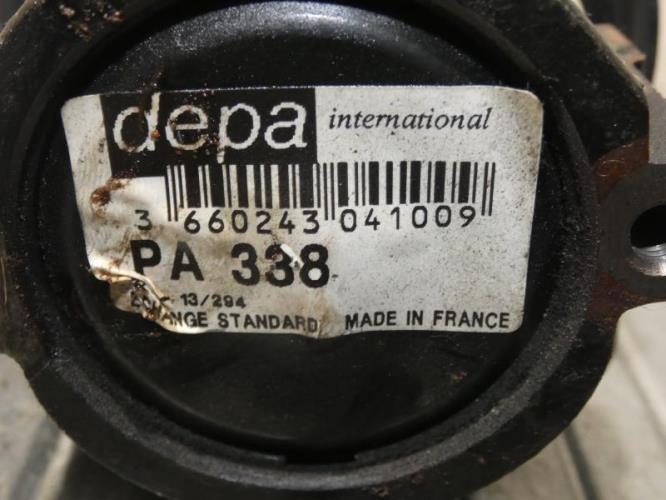 depa international
3 660243 041009
PA 338
13/294
STANDARD MADE IN FRANCE